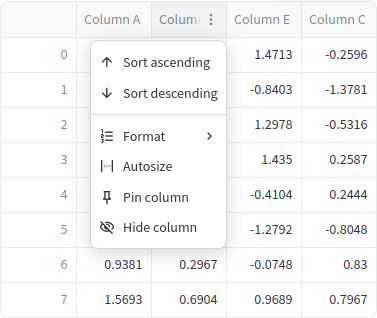 Column A Colum Column E Column C
0 1.4713 -0.2596
1 -0.8403 -1.3781
2 1.2978 -0.5316
3 1.435 0.2587
4 -0.4104 0.2444
5 -1.2792 -0.8048
6 0.9381 0.2967 -0.0748 0.83
7 1.5693 0.6904 0.9689 0.7967
Sort ascending
Sort descending
Format
Autosize
Pin column
Hide column